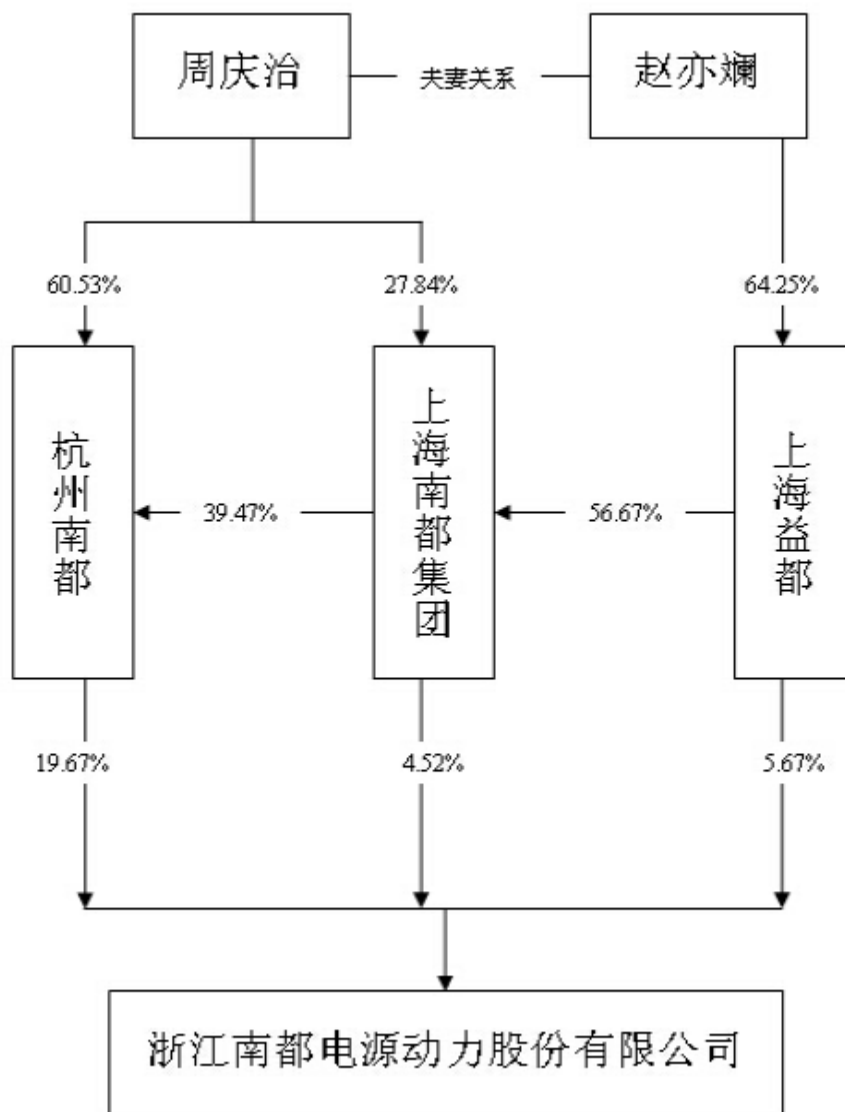 周庆治
夫妻关系
赵亦斓
60.53%
27.84%
64.25%
杭州南都
39.47%
上海南都集团
56.67%
上海益都
19.67%
4.52%
5.67%
浙江南都电源动力股份有限公司